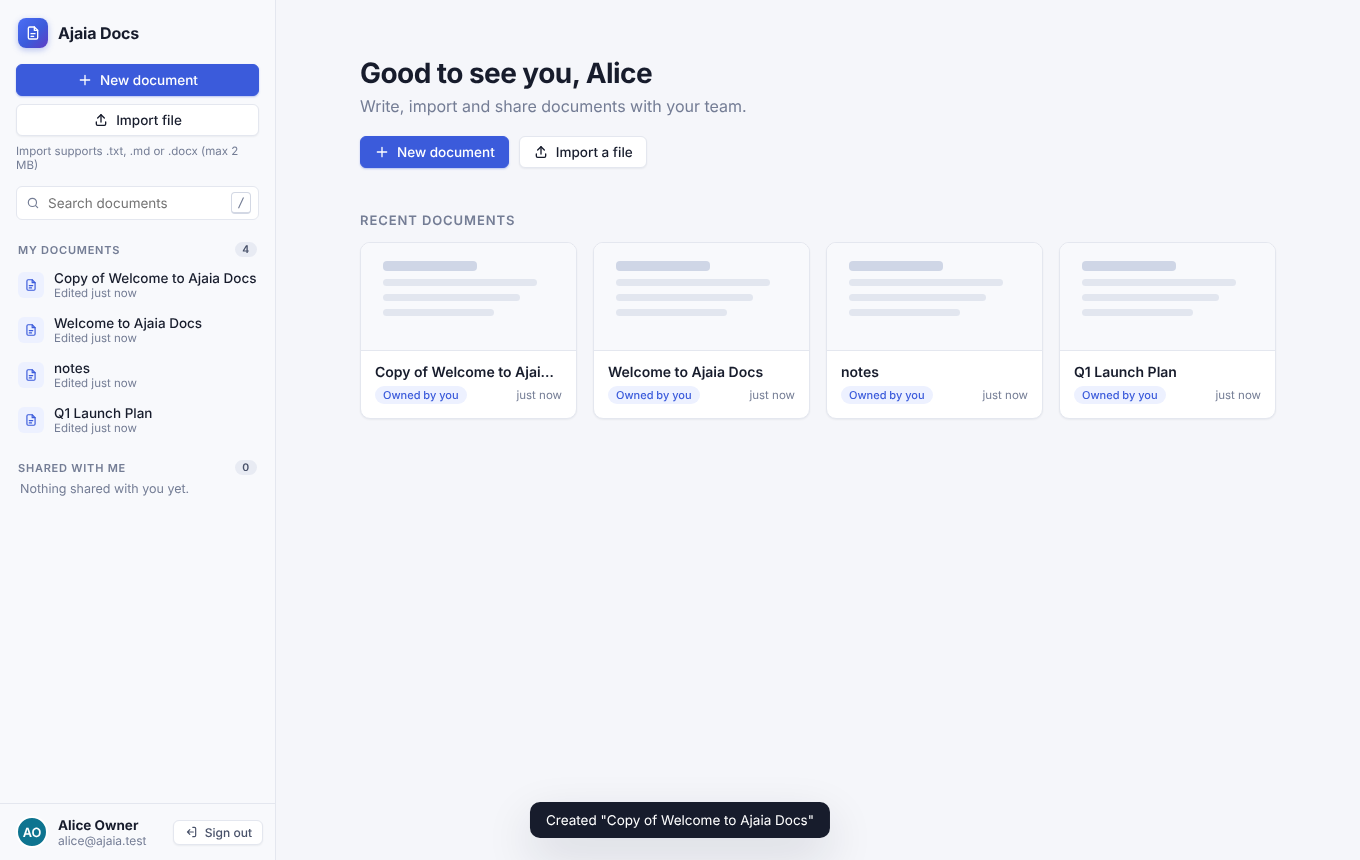 Ajaia Docs
New document
Import file
Import supports .txt, .md or .docx (max 2
MB)
Search documents /
MY DOCUMENTS 4
Copy of Welcome to Ajaia Docs
Edited just now
Welcome to Ajaia Docs
Edited just now
notes
Edited just now
Q1 Launch Plan
Edited just now
SHARED WITH ME 0
Nothing shared with you yet.
AO
Alice Owner
alice@ajaia.test
Sign out
Good to see you, Alice
Write, import and share documents with your team.
New document Import a file
RECENT DOCUMENTS
Copy of Welcome to Ajai...
Owned by you just now
Welcome to Ajaia Docs
Owned by you just now
notes
Owned by you just now
Q1 Launch Plan
Owned by you just now
Created "Copy of Welcome to Ajaia Docs"